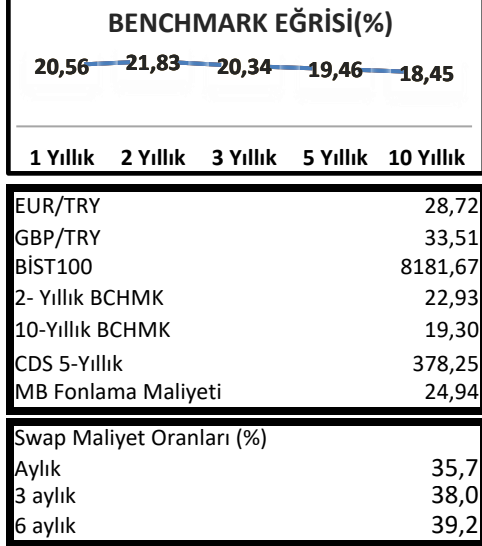 BENCHMARK EĞRİSİ(%)
20,56 21,83 20,34 19,46 18,45
1 Yıllık 2 Yıllık 3 Yıllık 5 Yıllık 10 Yıllık
EUR/TRY 28,72
GBP/TRY 33,51
BİST100 8181,67
2- Yıllık BCHMK 22,93
10-Yıllık BCHMK 19,30
CDS 5-Yıllık 378,25
MB Fonlama Maliyeti 24,94
Swap Maliyet Oranları (%)
Aylık 35,7
3 aylık 38,0
6 aylık 39,2